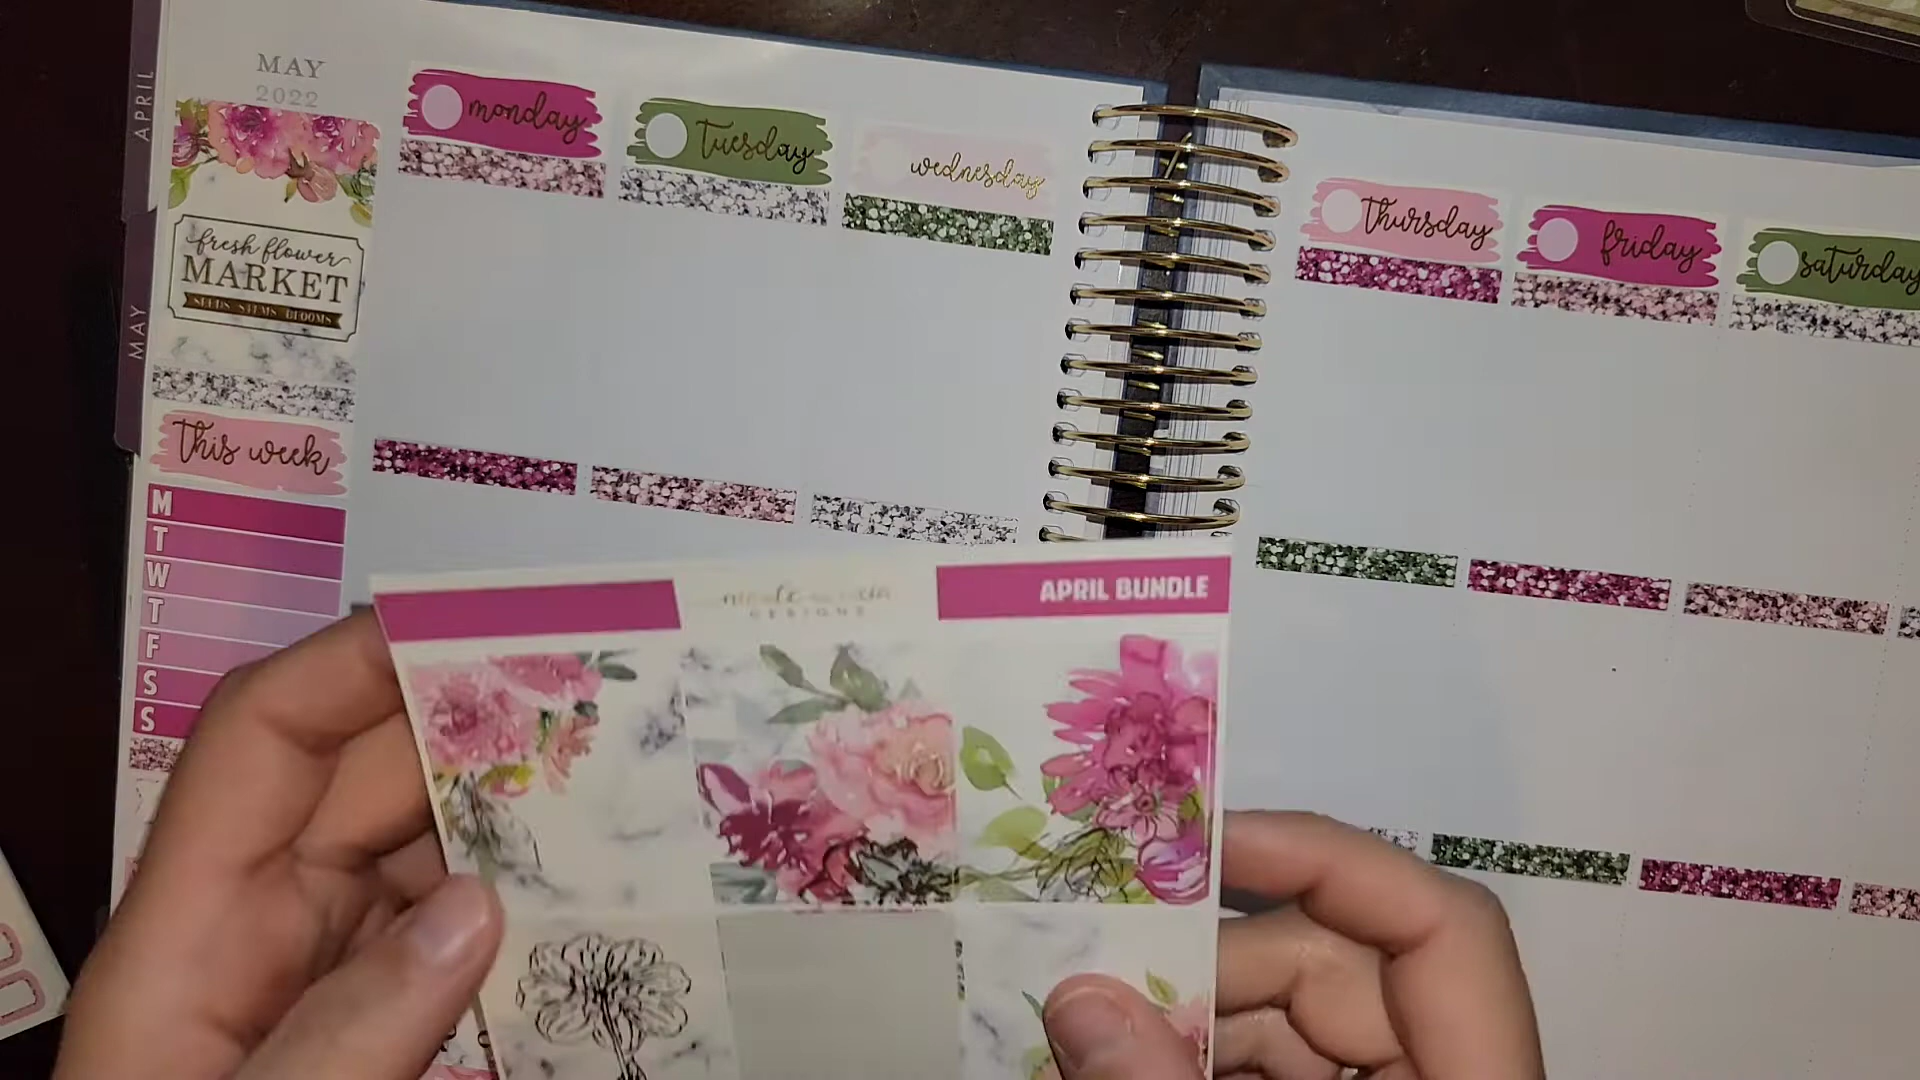 APRIL
MAY
MAY
2022
fresh flower
MARKET
SEEDS STEMS BLOOMS
This week
M
T
W
T
F
S
S
monday
tuesday
wednesday
thursday
friday
saturday
DESIGNS
APRIL BUNDLE